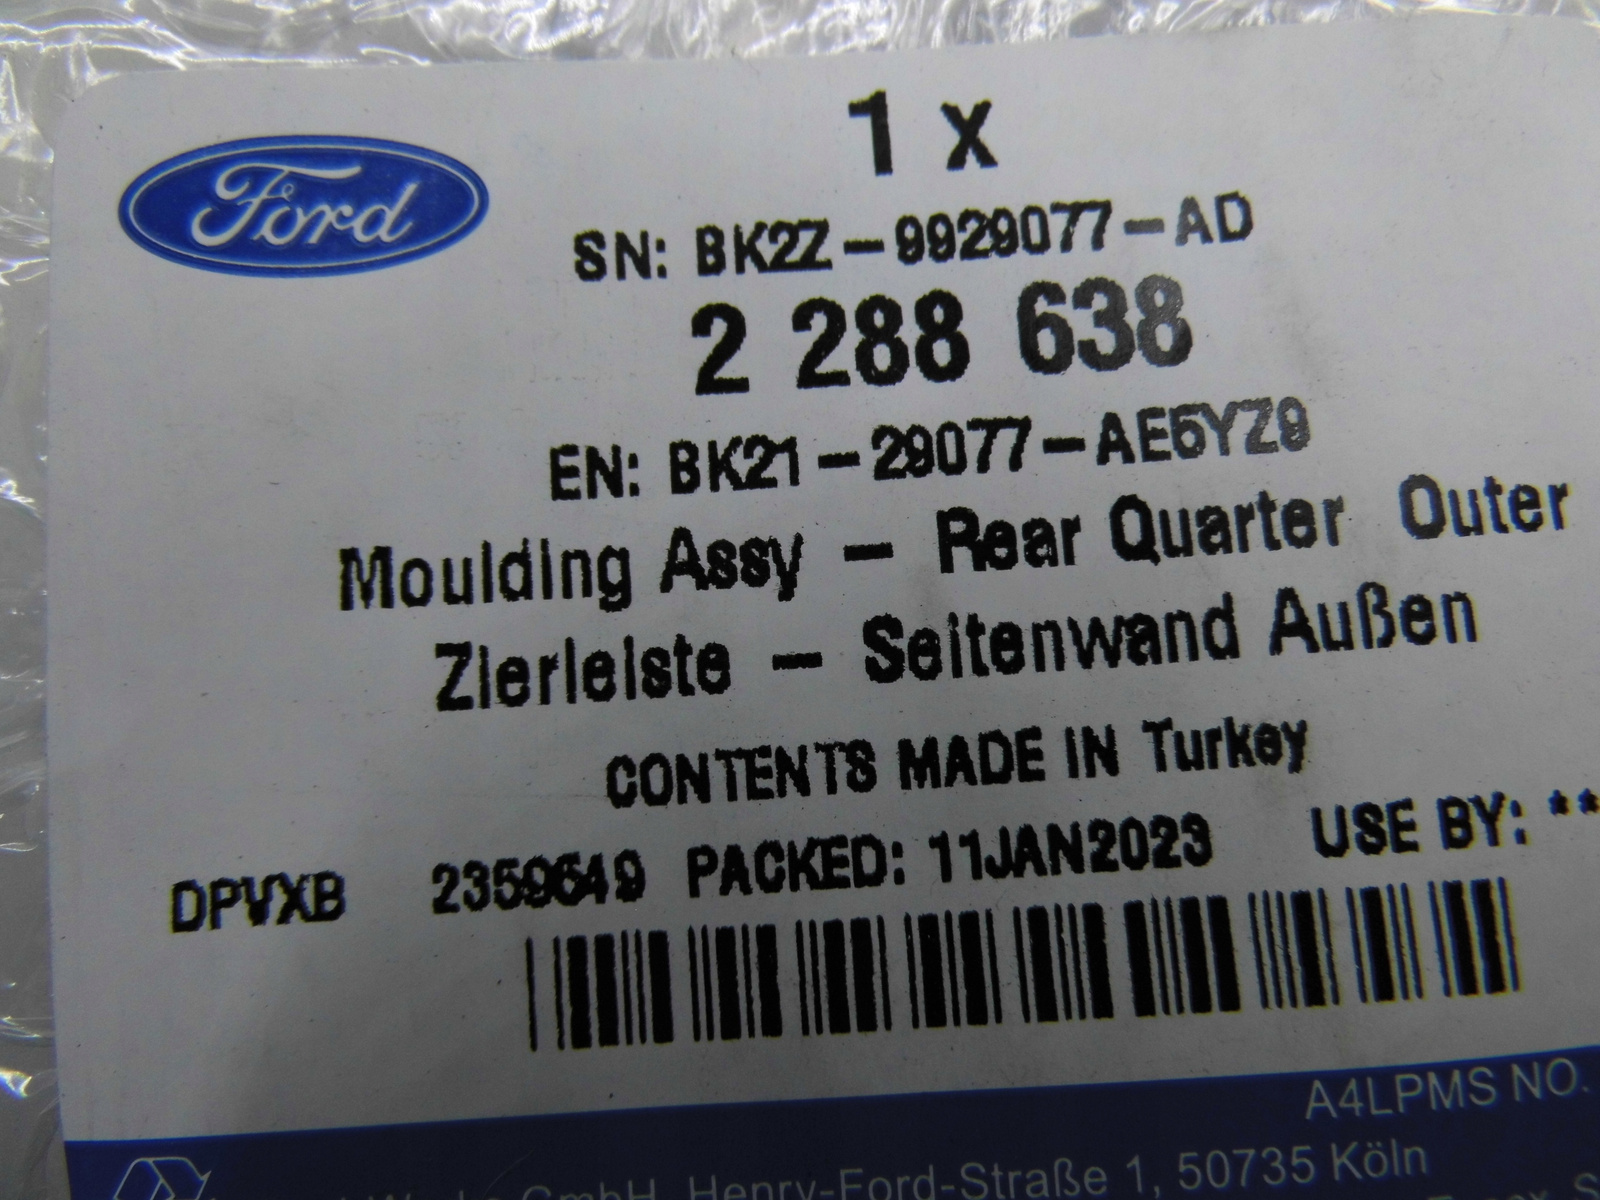 1 x
Ford
SN: BK2Z-9929077-AD
2 288 638
EN: BK21-29077-AE5YZ9
Moulding Assy - Rear Quarter Outer
Zierleiste - Seitenwand Außen
CONTENTS MADE IN Turkey
DPVXB 2359649 PACKED: 11JAN2023 USE BY: **
A4LPMS NO.
GmbH, Henry-Ford-Straße 1, 50735 Köln